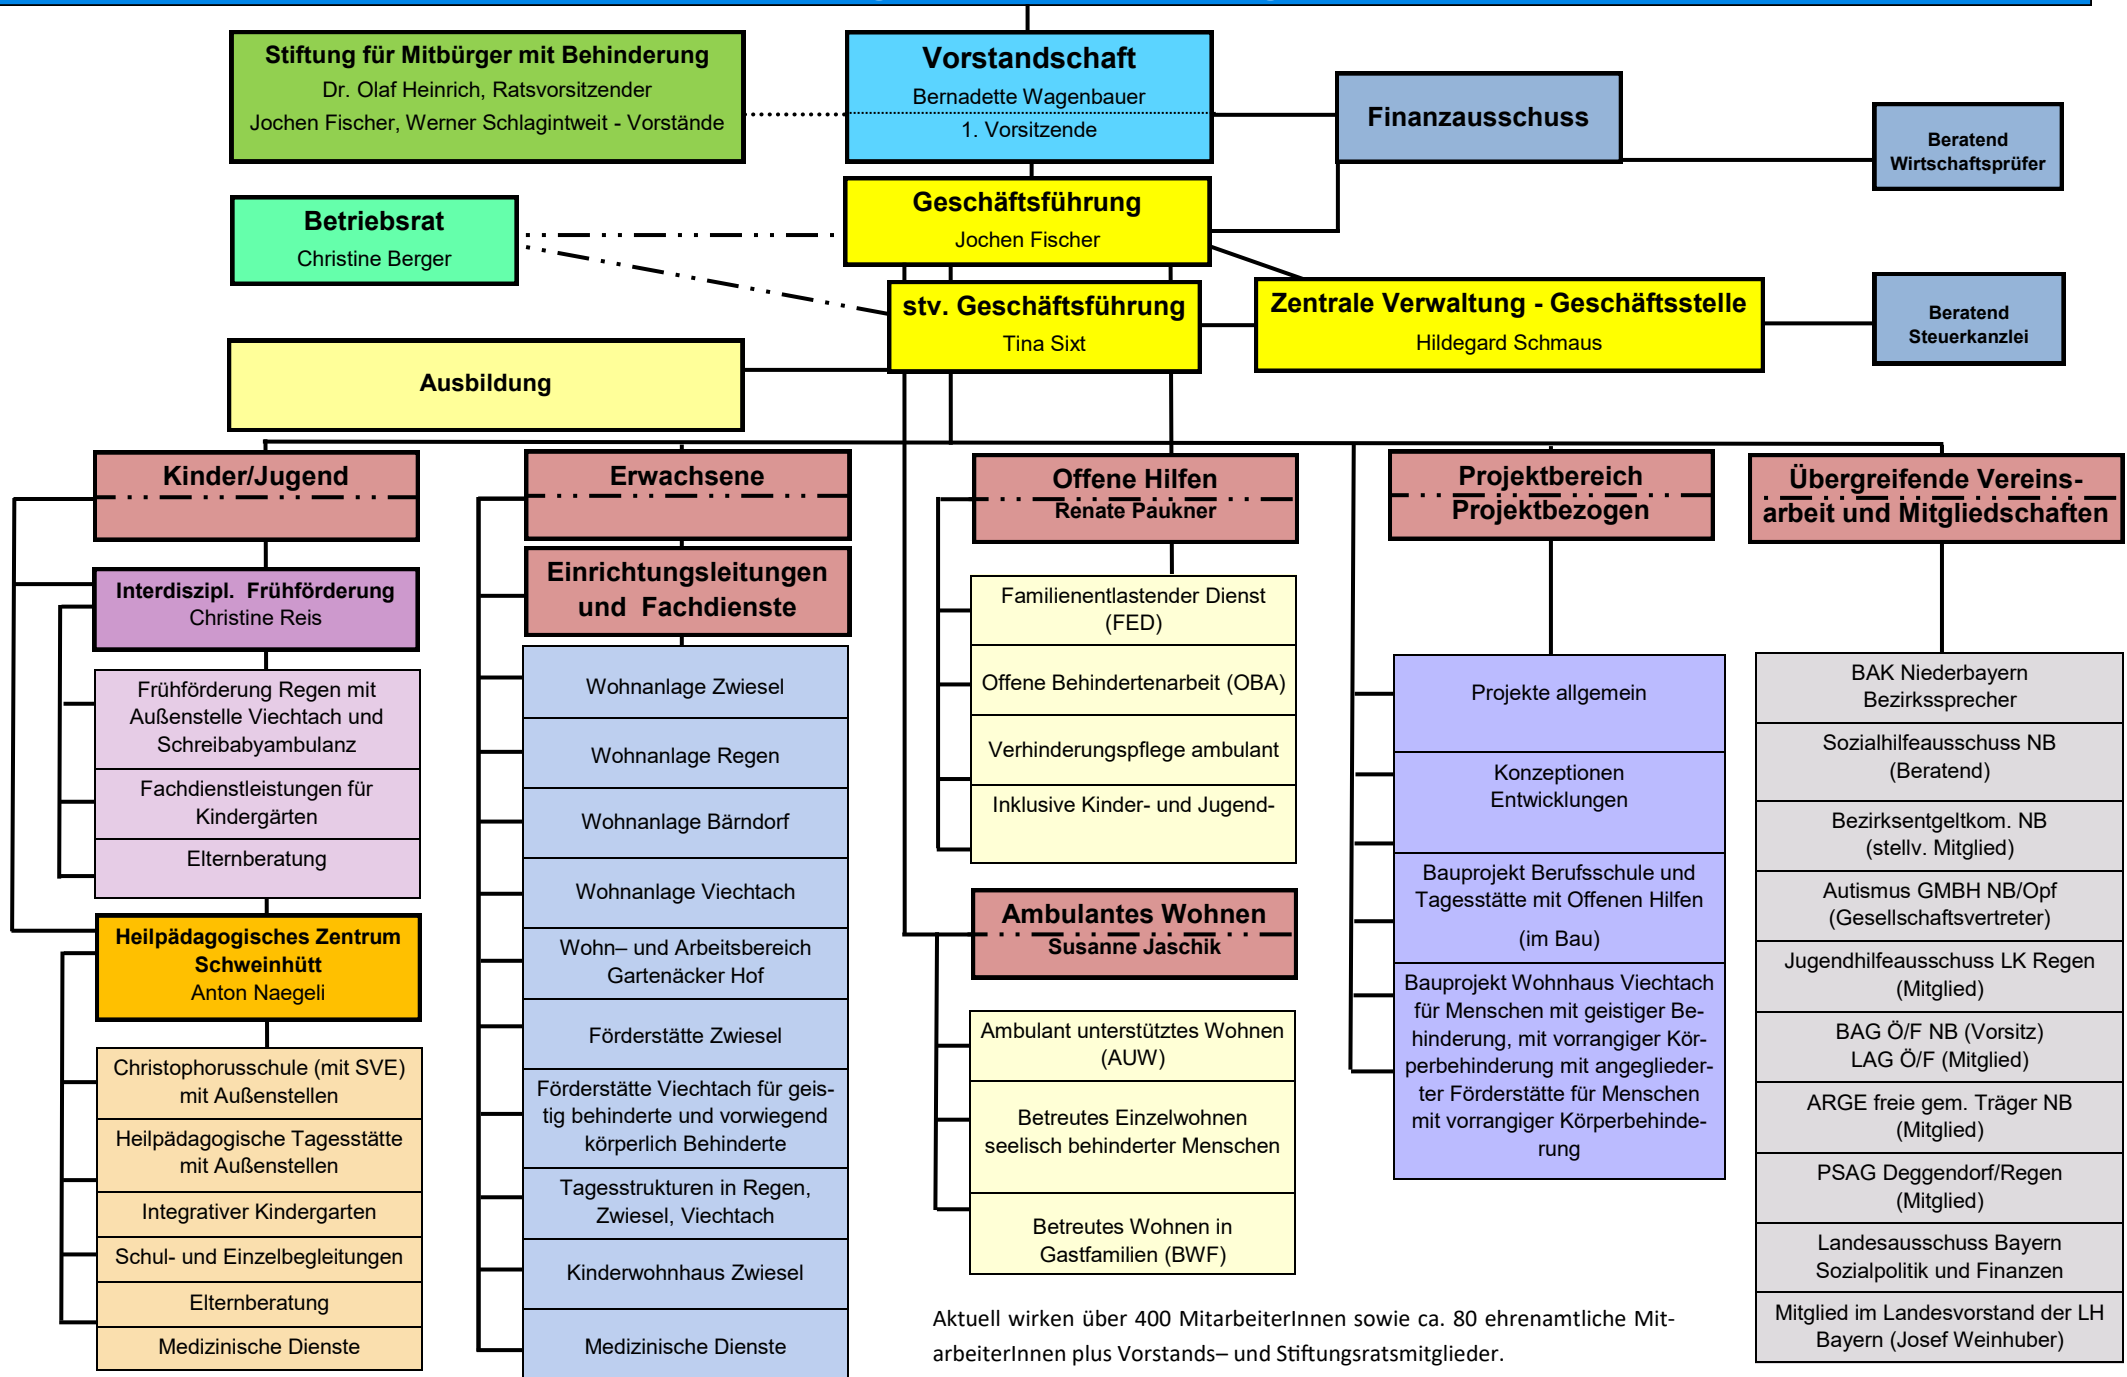 Stiftung für Mitbürger mit Behinderung
Dr. Olaf Heinrich, Ratsvorsitzender
Jochen Fischer, Werner Schlagintweit - Vorstände
Vorstandschaft
Bernadette Wagenbauer
1. Vorsitzende
Finanzausschuss
Beratend
Wirtschaftsprüfer
Betriebsrat
Christine Berger
Geschäftsführung
Jochen Fischer
stv. Geschäftsführung
Tina Sixt
Zentrale Verwaltung - Geschäftsstelle
Hildegard Schmaus
Beratend
Steuerkanzlei
Ausbildung
Kinder/Jugend
Interdiszipl. Frühförderung
Christine Reis
Frühförderung Regen mit
Außenstelle Viechtach und
Schreibabyambulanz
Fachdienstleistungen für
Kindergärten
Elternberatung
Heilpädagogisches Zentrum
Schweinhütt
Anton Naegeli
Christophorusschule (mit SVE)
mit Außenstellen
Heilpädagogische Tagesstätte
mit Außenstellen
Integrativer Kindergarten
Schul- und Einzelbegleitungen
Elternberatung
Medizinische Dienste
Erwachsene
Einrichtungsleitungen
und Fachdienste
Wohnanlage Zwiesel
Wohnanlage Regen
Wohnanlage Bärndorf
Wohnanlage Viechtach
Wohn– und Arbeitsbereich
Gartenäcker Hof
Förderstätte Zwiesel
Förderstätte Viechtach für geis-
tig behinderte und vorwiegend
körperlich Behinderte
Tagesstrukturen in Regen,
Zwiesel, Viechtach
Kinderwohnhaus Zwiesel
Medizinische Dienste
Offene Hilfen
Renate Paukner
Familienentlastender Dienst
(FED)
Offene Behindertenarbeit (OBA)
Verhinderungspflege ambulant
Inklusive Kinder- und Jugend-
Ambulantes Wohnen
Susanne Jaschik
Ambulant unterstütztes Wohnen
(AUW)
Betreutes Einzelwohnen
seelisch behinderter Menschen
Betreutes Wohnen in
Gastfamilien (BWF)
Projektbereich
Projektbezogen
Projekte allgemein
Konzeptionen
Entwicklungen
Bauprojekt Berufsschule und
Tagesstätte mit Offenen Hilfen
(im Bau)
Bauprojekt Wohnhaus Viechtach
für Menschen mit geistiger Be-
hinderung, mit vorrangiger Kör-
perbehinderung mit angeglieder-
ter Förderstätte für Menschen
mit vorrangiger Körperbehinde-
rung
Übergreifende Vereins-
arbeit und Mitgliedschaften
BAK Niederbayern
Bezirkssprecher
Sozialhilfeausschuss NB
(Beratend)
Bezirksentgeltkom. NB
(stellv. Mitglied)
Autismus GMBH NB/Opf
(Gesellschaftsvertreter)
Jugendhilfeausschuss LK Regen
(Mitglied)
BAG Ö/F NB (Vorsitz)
LAG Ö/F (Mitglied)
ARGE freie gem. Träger NB
(Mitglied)
PSAG Deggendorf/Regen
(Mitglied)
Landesausschuss Bayern
Sozialpolitik und Finanzen
Mitglied im Landesvorstand der LH
Bayern (Josef Weinhuber)
Aktuell wirken über 400 MitarbeiterInnen sowie ca. 80 ehrenamtliche Mit-
arbeiterInnen plus Vorstands– und Stiftungsratsmitglieder.